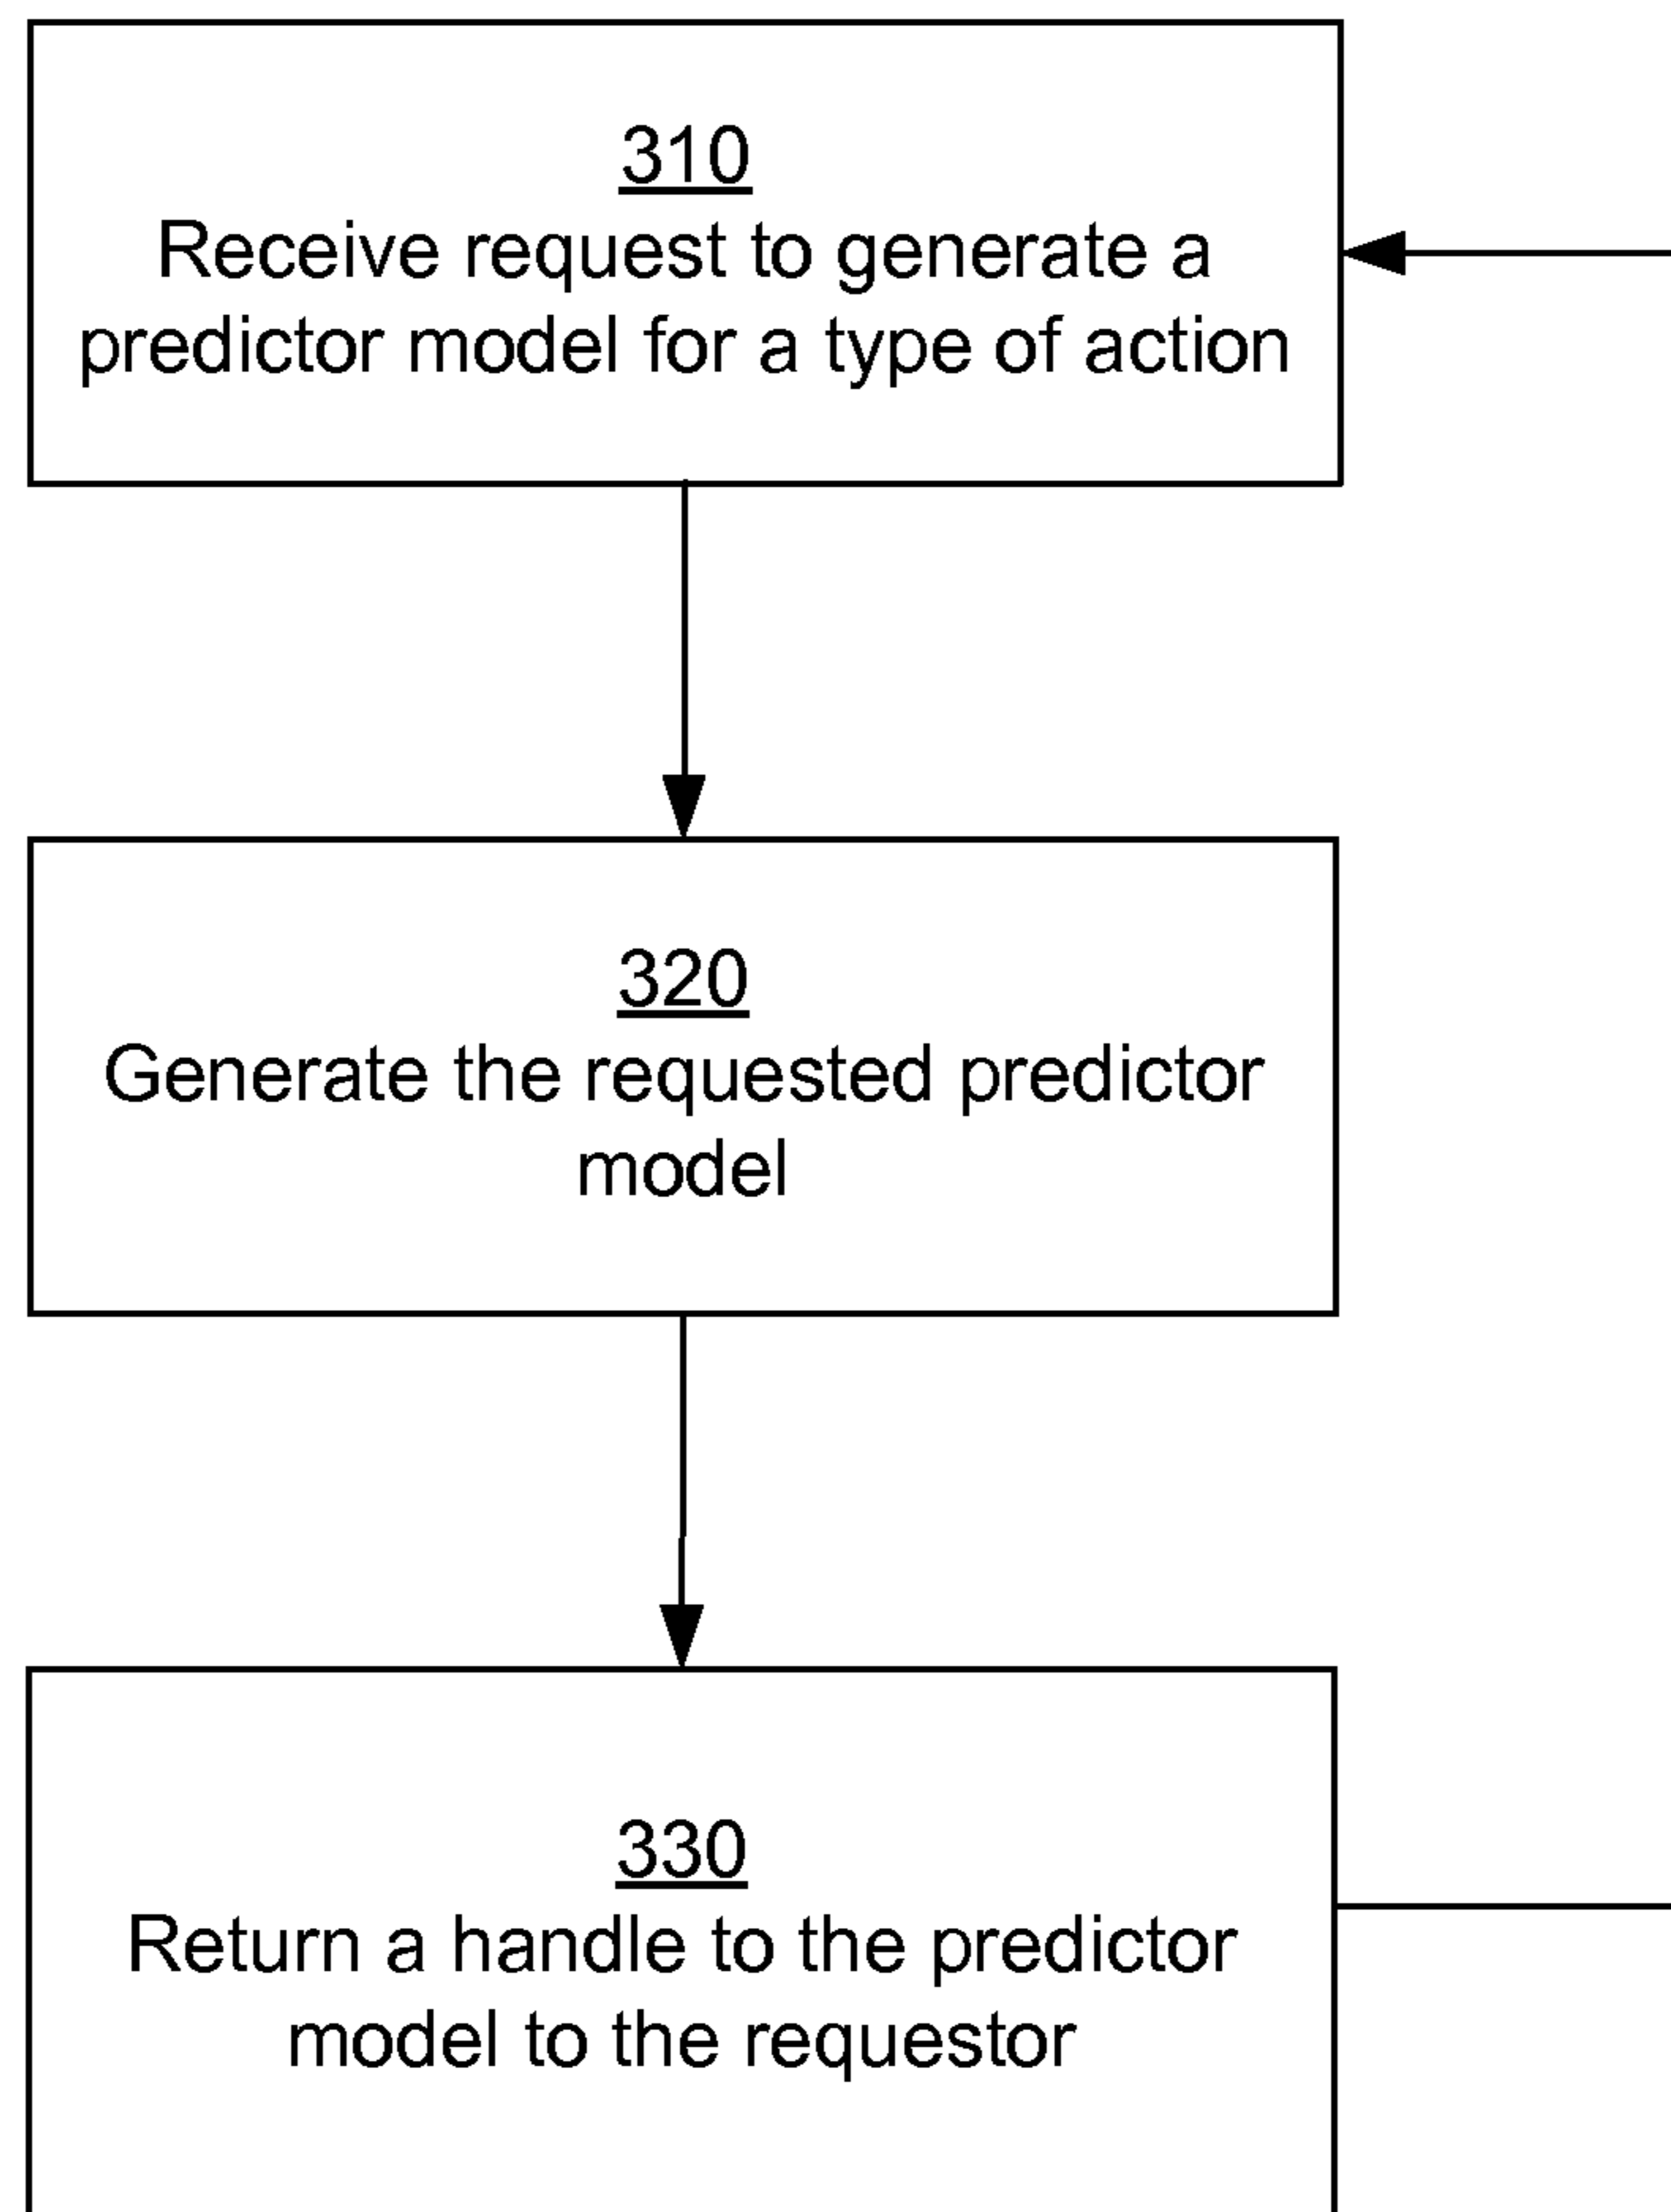 310
Receive request to generate a
predictor model for a type of action
320
Generate the requested predictor
model
330
Return a handle to the predictor
model to the requestor